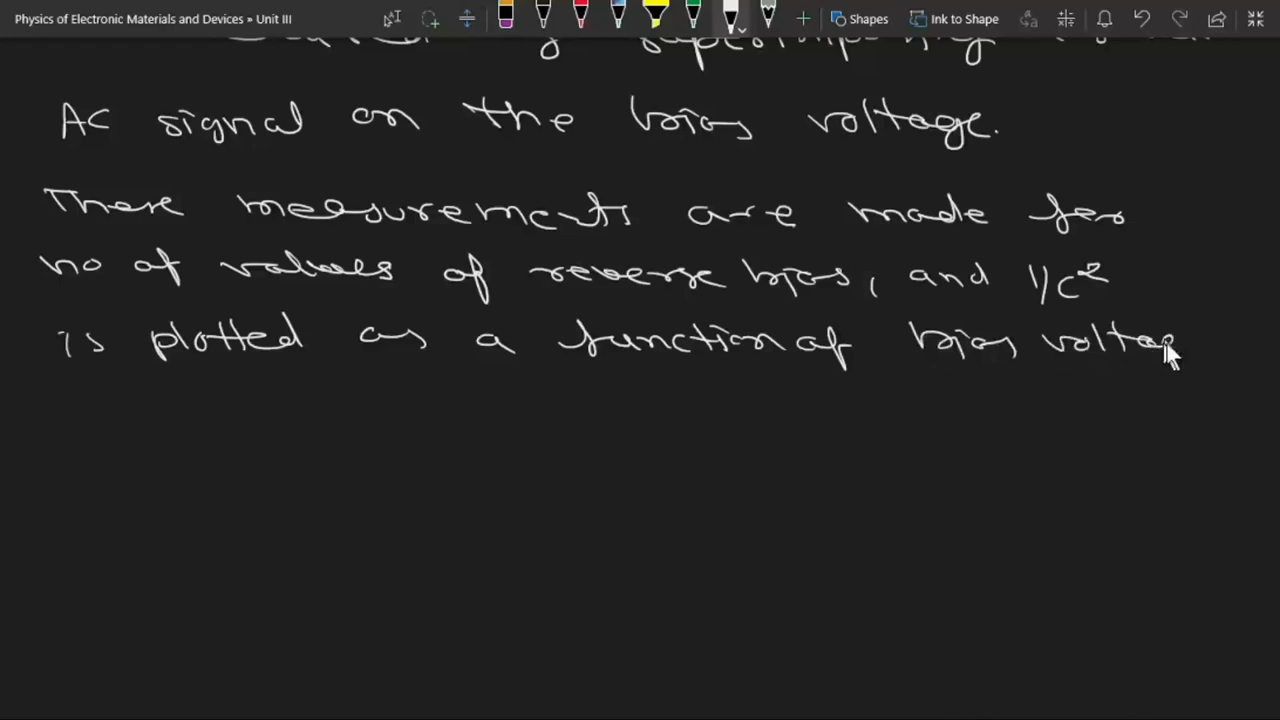 Physics of Electronic Materials and Devices » Unit III
Shapes
Ink to Shape
superimposing
AC signal on the bias voltage.
These measurements are made for
no of values of reverse bias, and 1/c²
is plotted as a function of bias voltag